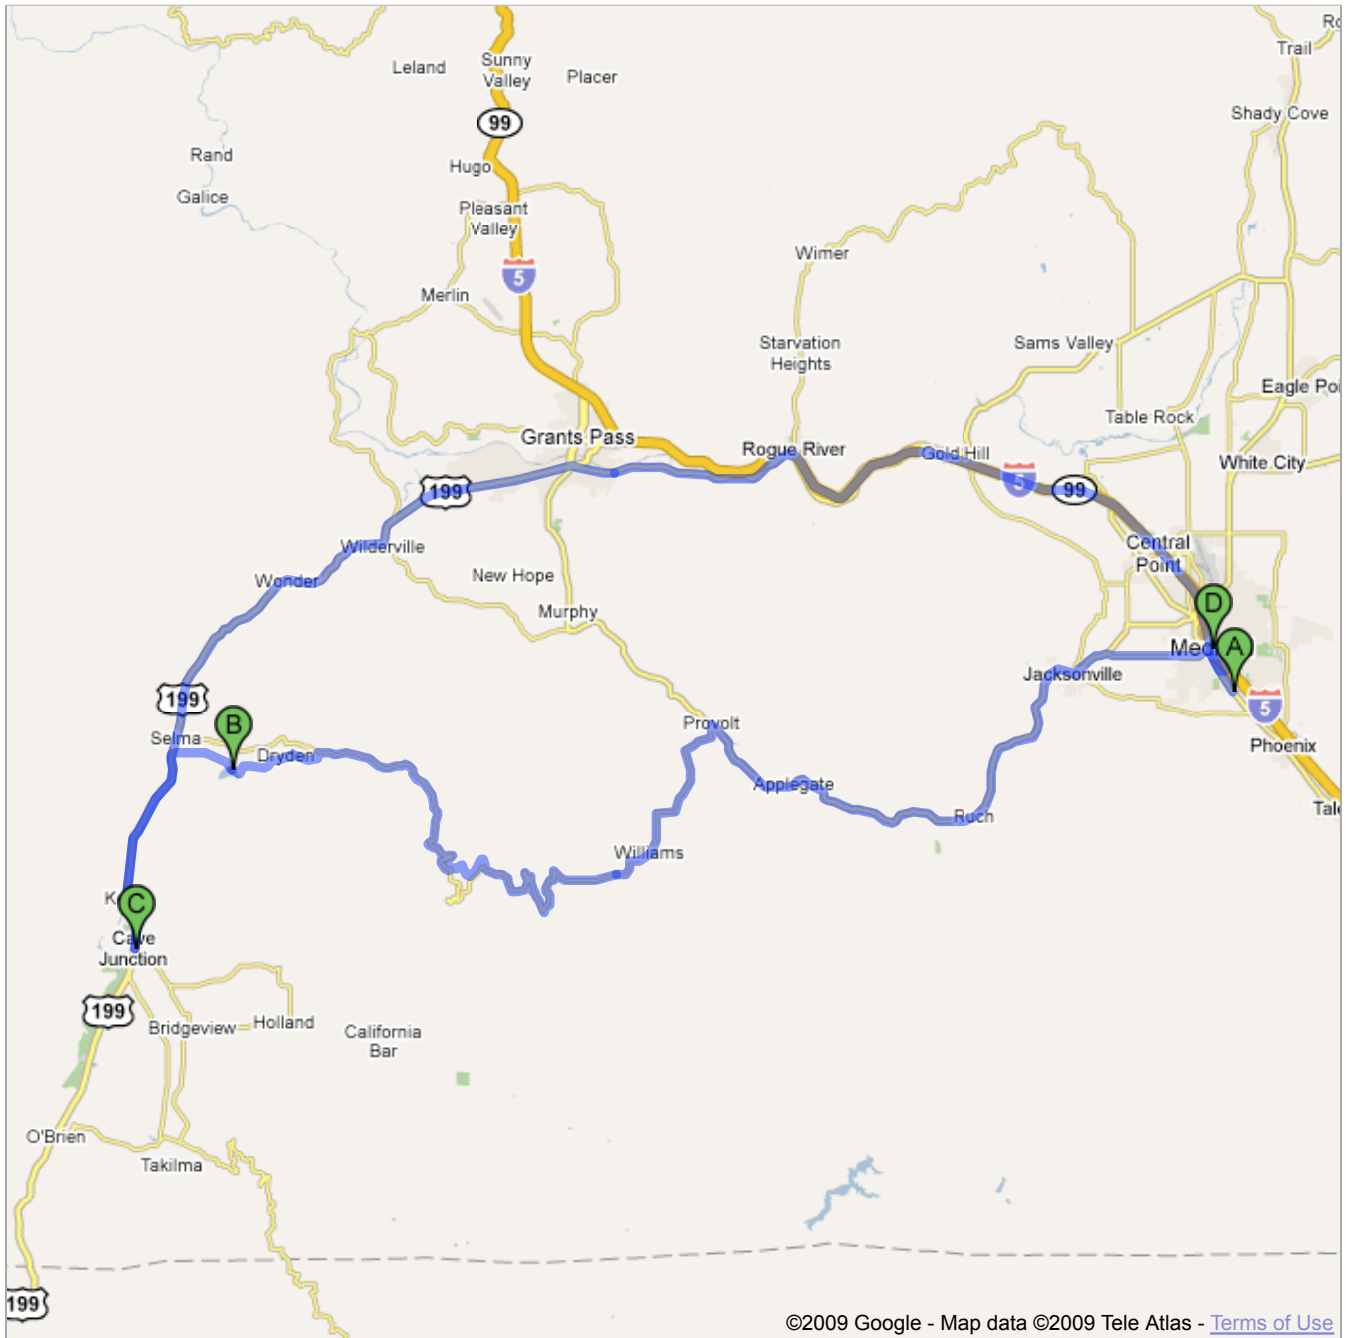 Ro
Trail
Leland
Sunny
Valley
Placer
99
Shady Cove
Rand
Hugo
Galice
Pleasant
Valley
Wimer
5
Merlin
Starvation
Heights
Sams Valley
Eagle Poi
Table Rock
Grants Pass
Rogue River
Gold Hill
White City
5
99
199
Central
Point
Wilderville
Wonder
New Hope
Murphy
D
A
Med
Jacksonville
199
5
B
Selma
Dryden
Provolt
Phoenix
Applegate
Tale
Ruch
Williams
K
C
Cave
Junction
199
Bridgeview
Holland
California
Bar
O'Brien
Takilma
199
©2009 Google - Map data ©2009 Tele Atlas - Terms of Use